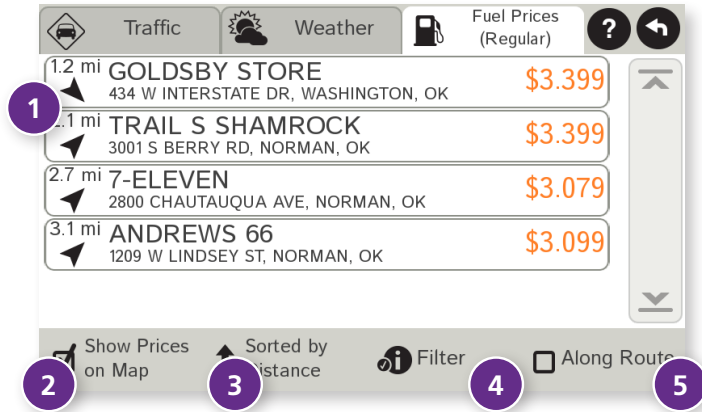 Traffic
Weather
Fuel Prices
(Regular)
?
1.2 mi GOLDSBY STORE $3.399
434 W INTERSTATE DR, WASHINGTON, OK
1
.1 mi TRAIL S SHAMROCK $3.399
3001 S BERRY RD, NORMAN, OK
2.7 mi 7-ELEVEN $3.079
2800 CHAUTAUQUA AVE, NORMAN, OK
3.1 mi ANDREWS 66 $3.099
1209 W LINDSEY ST, NORMAN, OK
Show Prices
on Map
Sorted by
istance
Filter
Along Route
2
3
4
5